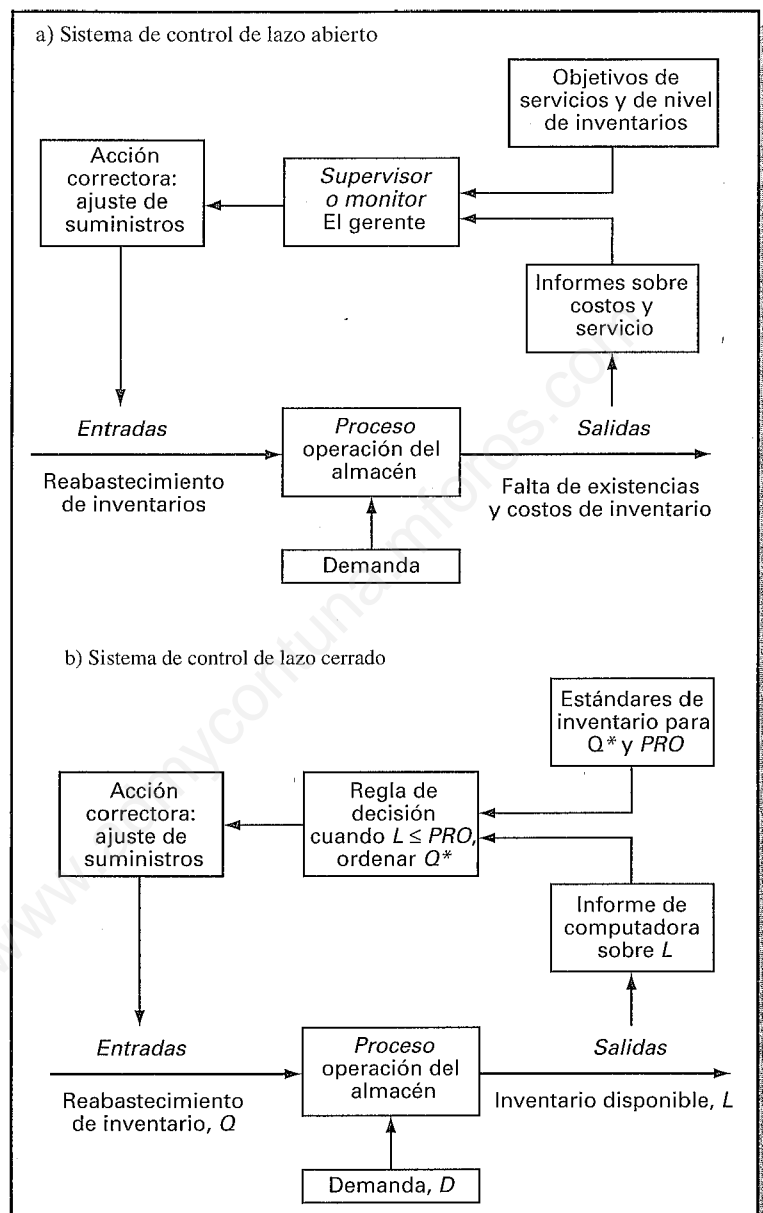 a) Sistema de control de lazo abierto
Objetivos de
servicios y de nivel
de inventarios
Acción
correctora:
ajuste de
suministros
Supervisor
o monitor
El gerente
Informes sobre
costos y
servicio
Entradas
Reabastecimiento
de inventarios
Proceso
operación del
almacén
Salidas
Falta de existencias
y costos de inventario
Demanda
b) Sistema de control de lazo cerrado
Estándares de
inventario para
Q* y PRO
Acción
correctora:
ajuste de
suministros
Regla de
decisión
cuando L ≤ PRO,
ordenar Q*
Informe de
computadora
sobre L
Entradas
Reabastecimiento
de inventario, Q
Proceso
operación del
almacén
Salidas
Inventario disponible, L
Demanda, D